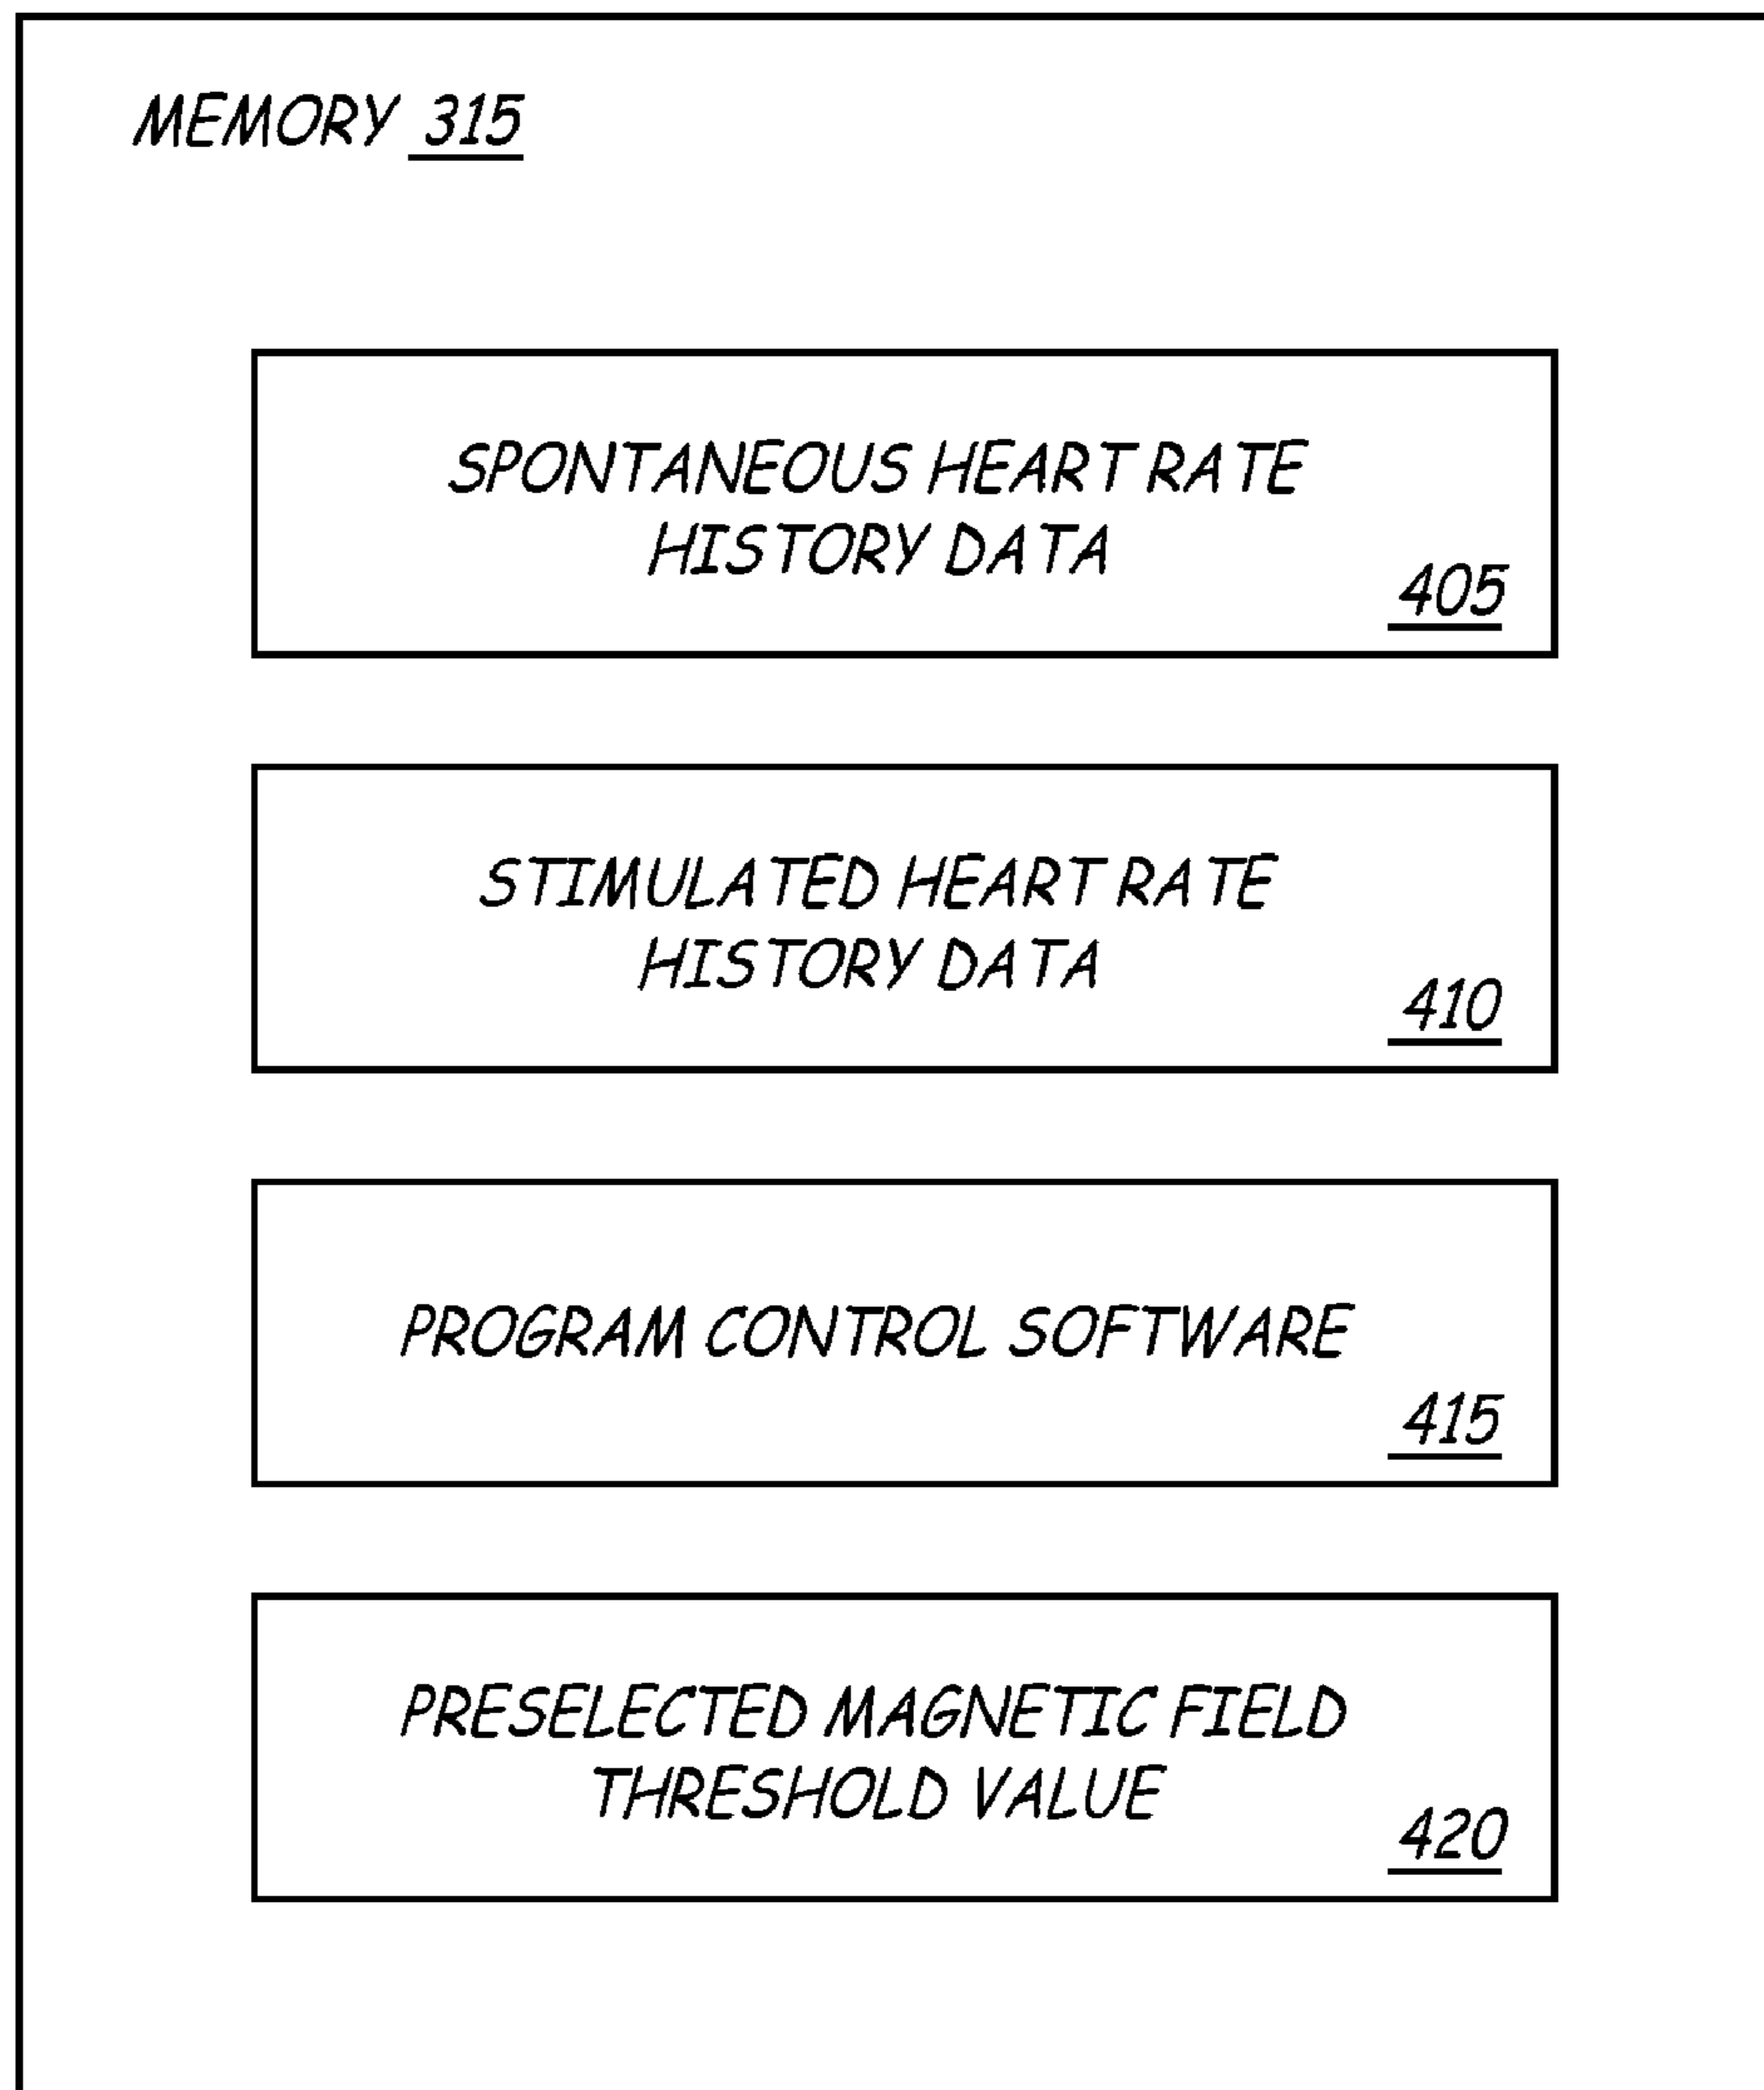 MEMORY 315
SPONTANEOUS HEART RATE
HISTORY DATA
405
STIMULATED HEART RATE
HISTORY DATA
410
PROGRAM CONTROL SOFTWARE
415
PRESELECTED MAGNETIC FIELD
THRESHOLD VALUE
420